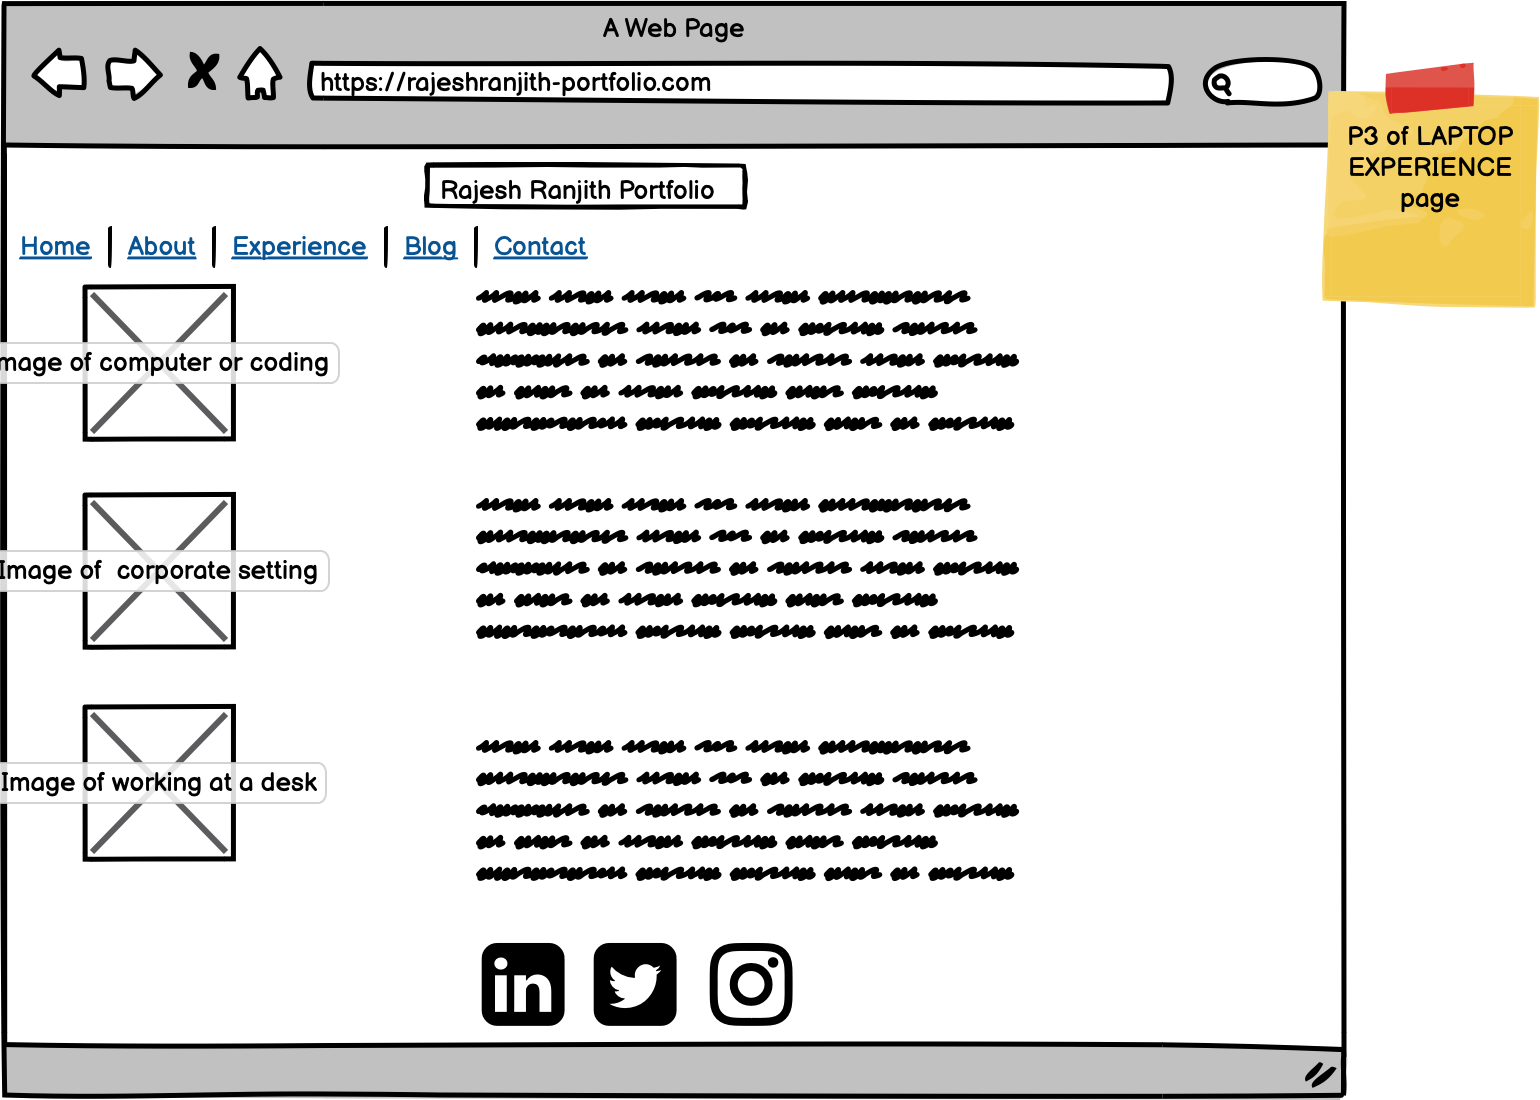 A Web Page
https://rajeshranjith-portfolio.com
P3 of LAPTOP
EXPERIENCE
page
Rajesh Ranjith Portfolio
Home About Experience Blog Contact
mage of computer or coding
Image of corporate setting
Image of working at a desk
in